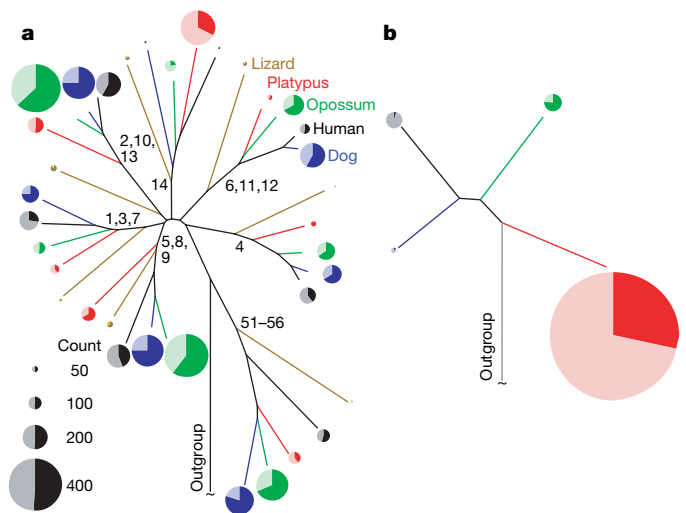 a
b
Lizard
Platypus
Opossum
Human
Dog
2,10,
13
14
6,11,12
1,3,7
5,8,
9
4
51–56
Count
50
100
200
400
Outgroup
~
Outgroup
~